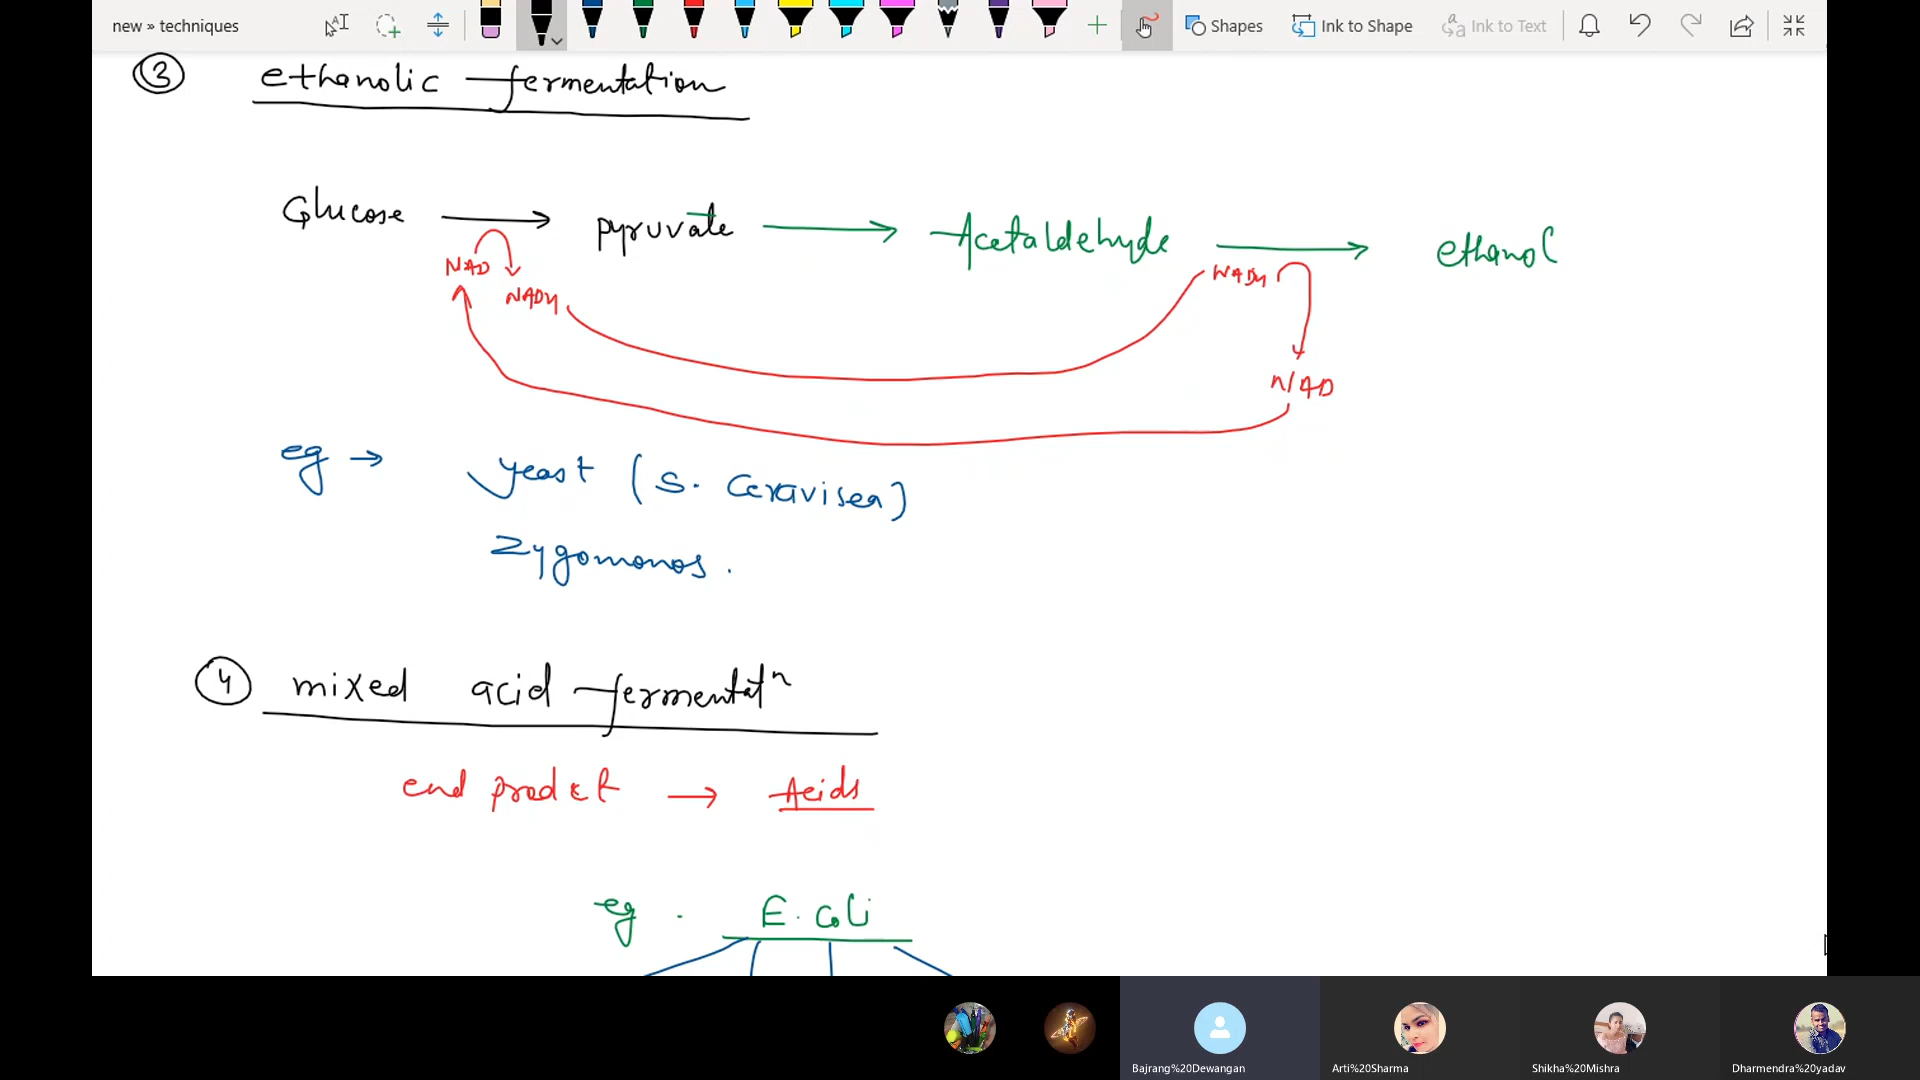 new » techniques
Shapes
Ink to Shape
Ink to Text
③ ethanolic fermentation
Glucose → pyruvate → Acetaldehyde → ethanol
NAD NADH NADH
NAD
eg → yeast (S. Ceravisea)
Zygomonos.
④ mixed acid fermentatⁿ
end prodct → Acids
eg. E. Coli
Bajrang%20Dewangan
Arti%20Sharma
Shikha%20Mishra
Dharmendra%20yadav